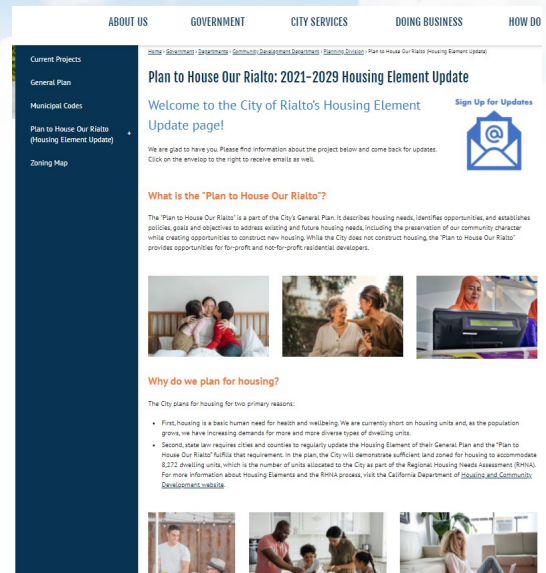 ABOUT US GOVERNMENT CITY SERVICES DOING BUSINESS HOW DO
Current Projects
General Plan
Municipal Codes
Plan to House Our Rialto
(Housing Element Update)
Zoning Map
Home › Government › Departments › Community Development Department › Planning Division › Plan to House Our Rialto (Housing Element Update)
Plan to House Our Rialto: 2021-2029 Housing Element Update
Welcome to the City of Rialto's Housing Element
Update page!
Sign Up for Updates
We are glad to have you. Please find information about the project below and come back for updates.
Click on the envelop to the right to receive emails as well.
What is the "Plan to House Our Rialto"?
The "Plan to House Our Rialto" is a part of the City's General Plan. It describes housing needs, identifies opportunities, and establishes
policies, goals and objectives to address existing and future housing needs, including the preservation of our community character
while creating opportunities to construct new housing. While the City does not construct housing, the "Plan to House Our Rialto"
provides opportunities for for-profit and not-for-profit residential developers.
Why do we plan for housing?
The City plans for housing for two primary reasons:
• First, housing is a basic human need for health and wellbeing. We are currently short on housing units and, as the population
grows, we have increasing demands for more and more diverse types of dwelling units.
• Second, state law requires cities and counties to regularly update the Housing Element of their General Plan and the "Plan to
House Our Rialto" fulfills that requirement. In the plan, the City will demonstrate sufficient land zoned for housing to accommodate
8,272 dwelling units, which is the number of units allocated to the City as part of the Regional Housing Needs Assessment (RHNA).
For more information about Housing Elements and the RHNA process, visit the California Department of Housing and Community
Development website.